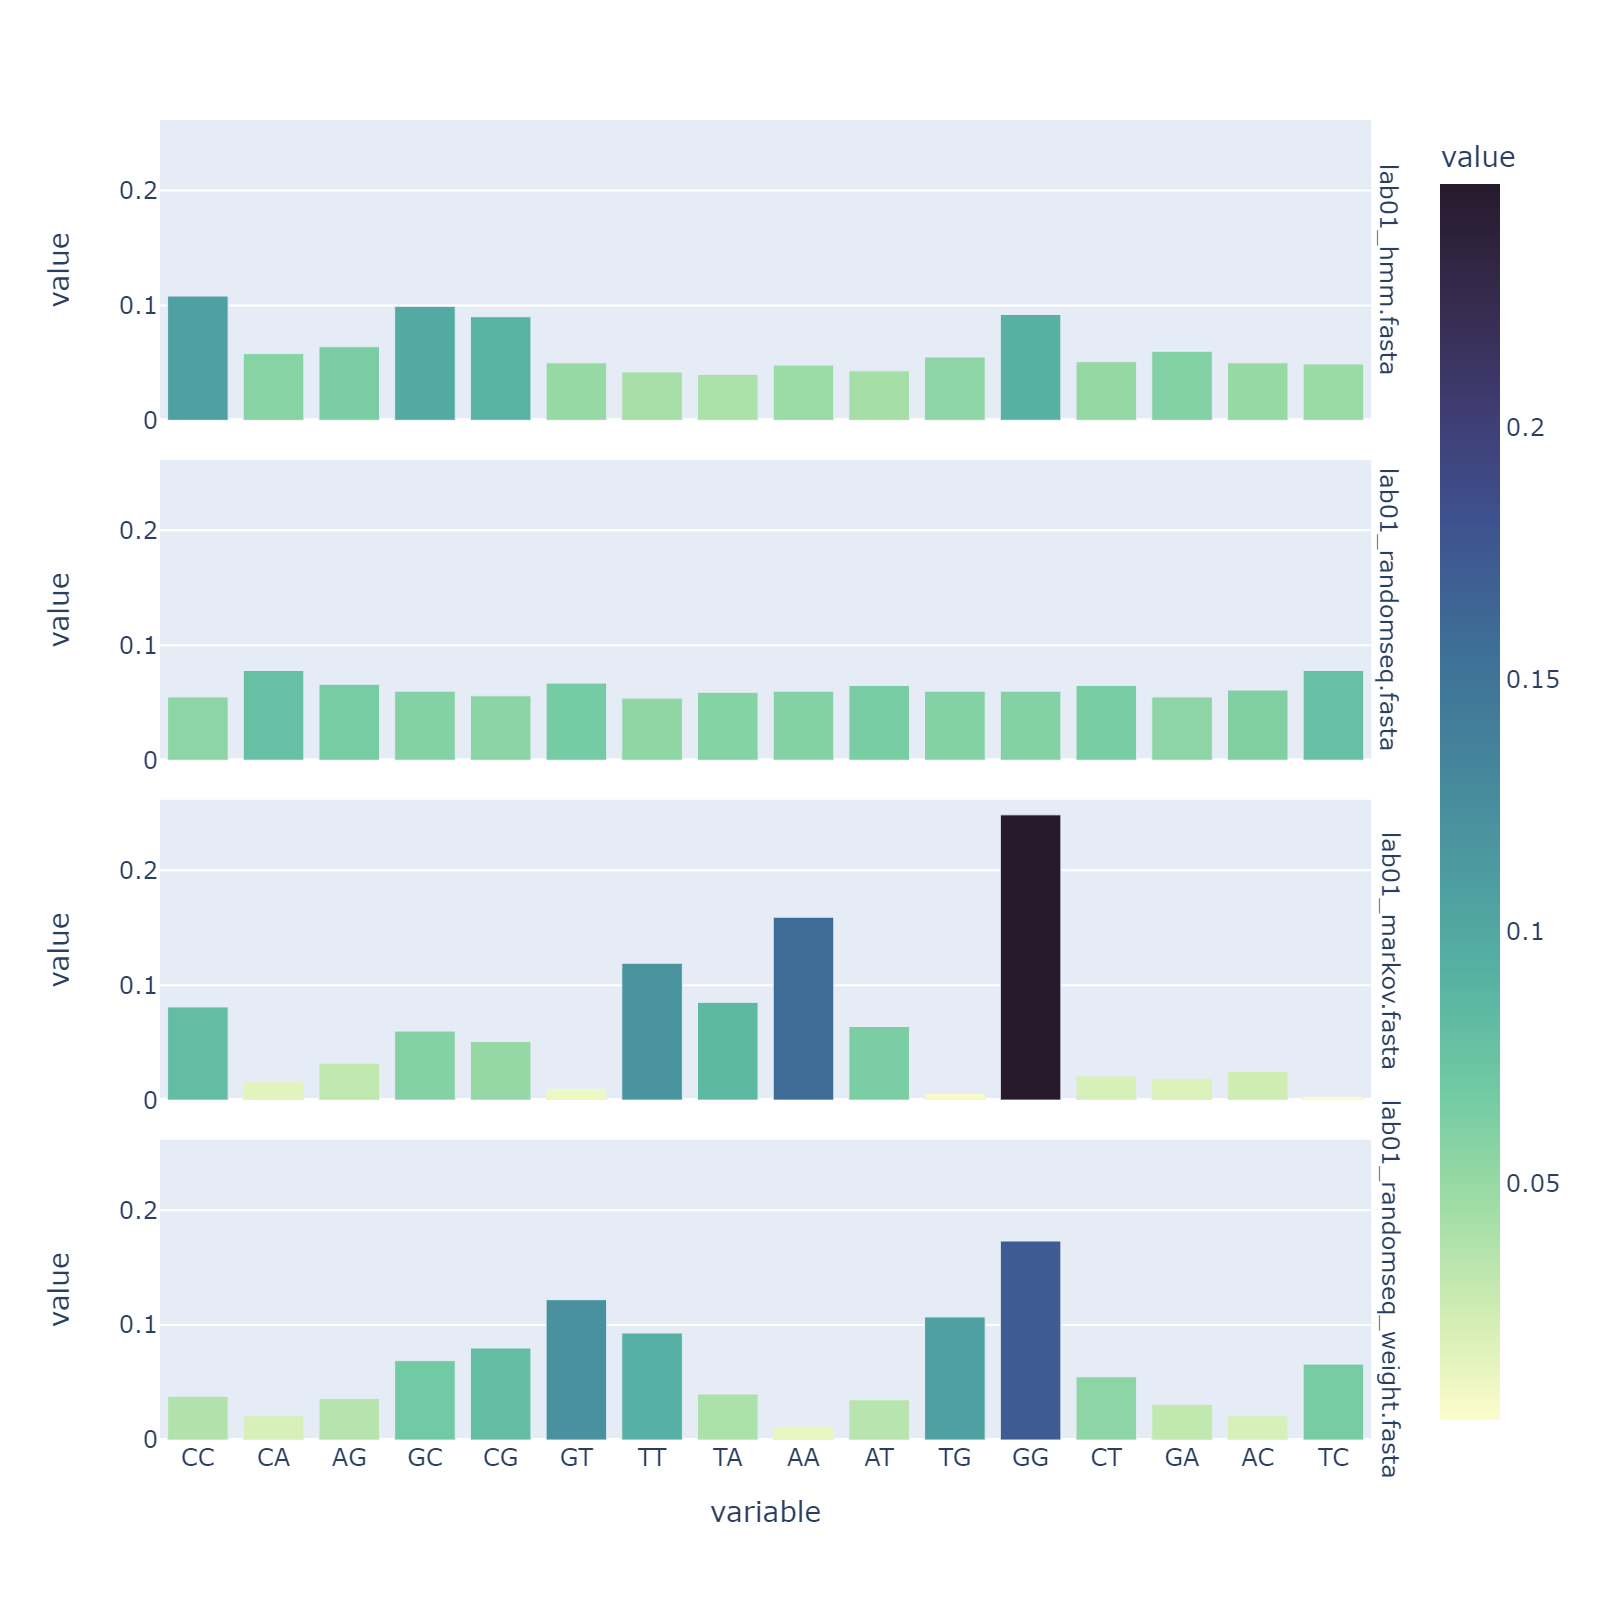 value
0.2
0.1
0
lab01_hmm.fasta
value
0.2
0.1
0
lab01_randomseq.fasta
value
0.2
0.1
0
lab01_markov.fasta
value
0.2
0.1
0
lab01_randomseq_weight.fasta
CC CA AG GC CG GT TT TA AA AT TG GG CT GA AC TC
variable
value
0.2
0.15
0.1
0.05